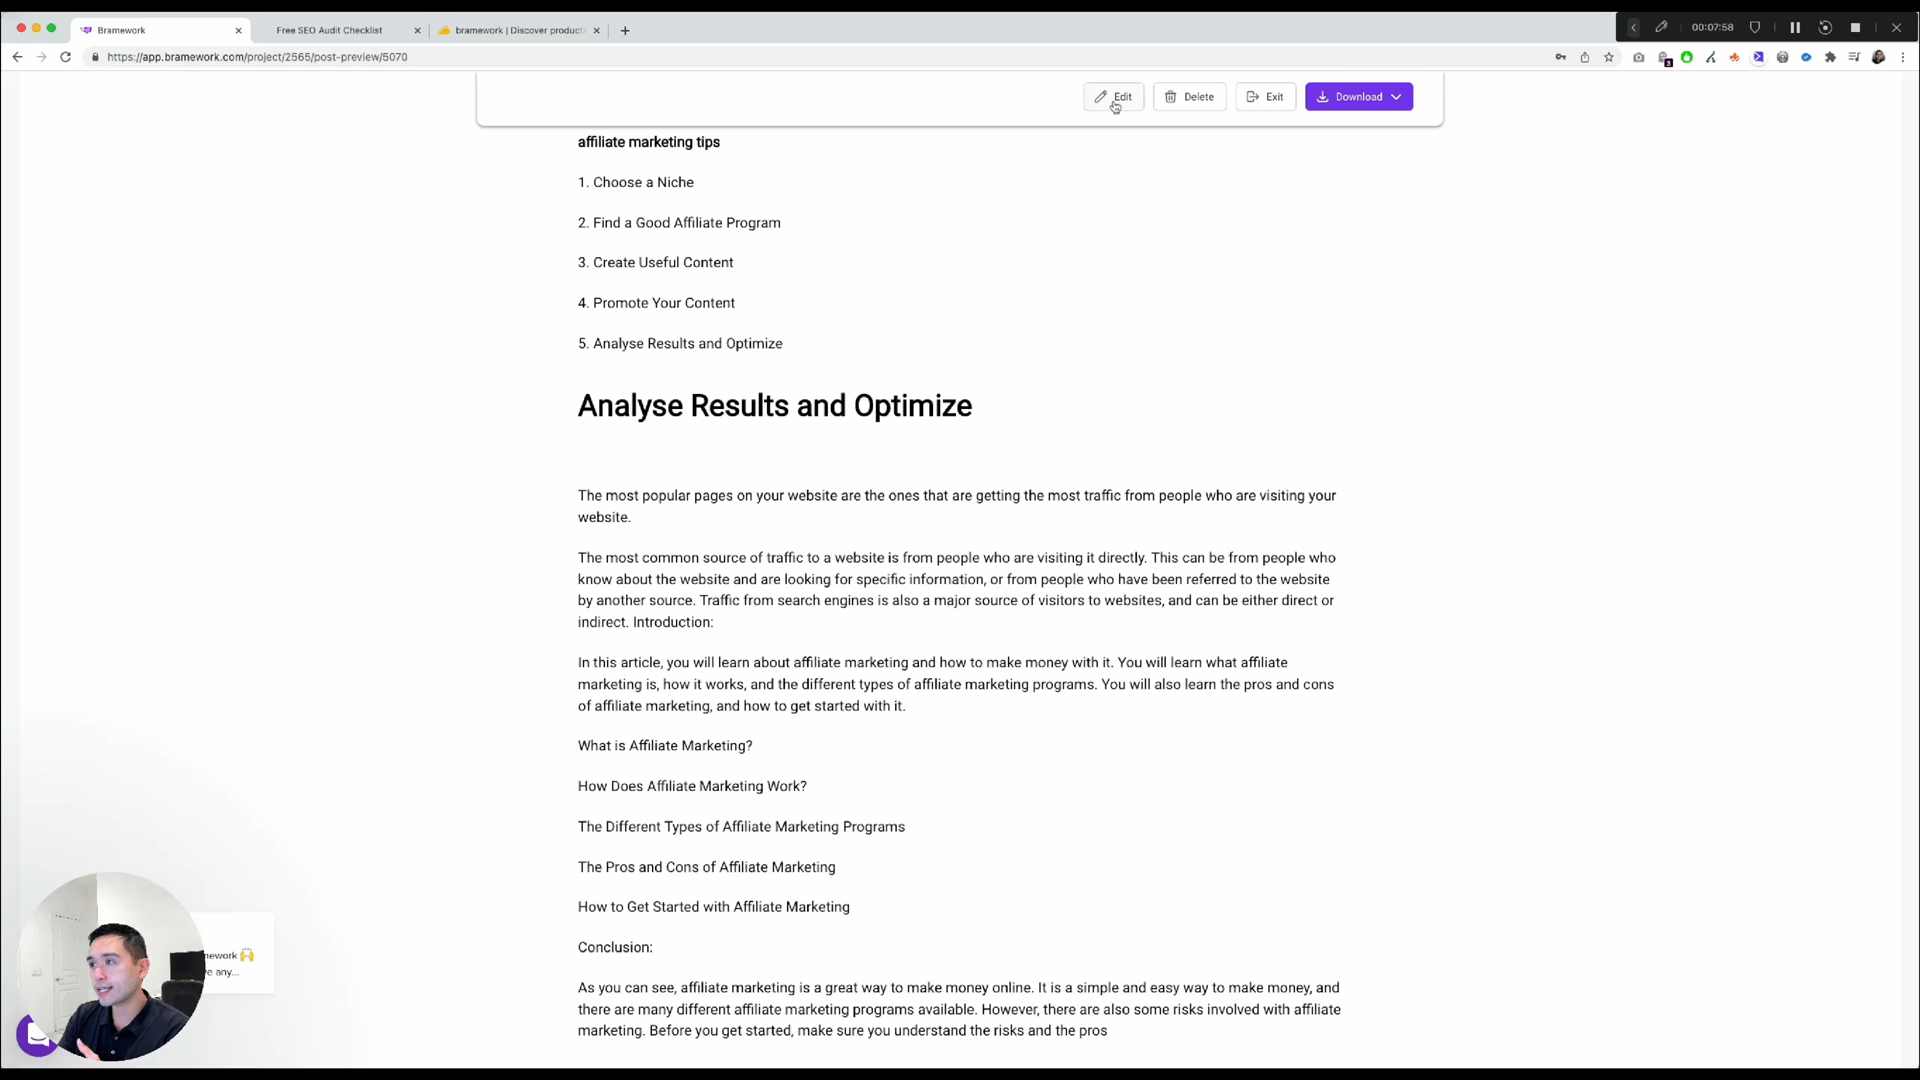 Bramework
Free SEO Audit Checklist
bramework | Discover product
00:07:58
https://app.bramework.com/project/2565/post-preview/5070
3
Edit
Delete
Exit
Download
affiliate marketing tips
1. Choose a Niche
2. Find a Good Affiliate Program
3. Create Useful Content
4. Promote Your Content
5. Analyse Results and Optimize
Analyse Results and Optimize
The most popular pages on your website are the ones that are getting the most traffic from people who are visiting your
website.
The most common source of traffic to a website is from people who are visiting it directly. This can be from people who
know about the website and are looking for specific information, or from people who have been referred to the website
by another source. Traffic from search engines is also a major source of visitors to websites, and can be either direct or
indirect. Introduction:
In this article, you will learn about affiliate marketing and how to make money with it. You will learn what affiliate
marketing is, how it works, and the different types of affiliate marketing programs. You will also learn the pros and cons
of affiliate marketing, and how to get started with it.
What is Affiliate Marketing?
How Does Affiliate Marketing Work?
The Different Types of Affiliate Marketing Programs
The Pros and Cons of Affiliate Marketing
How to Get Started with Affiliate Marketing
Conclusion:
mework 🙌
e any...
As you can see, affiliate marketing is a great way to make money online. It is a simple and easy way to make money, and
there are many different affiliate marketing programs available. However, there are also some risks involved with affiliate
marketing. Before you get started, make sure you understand the risks and the pros